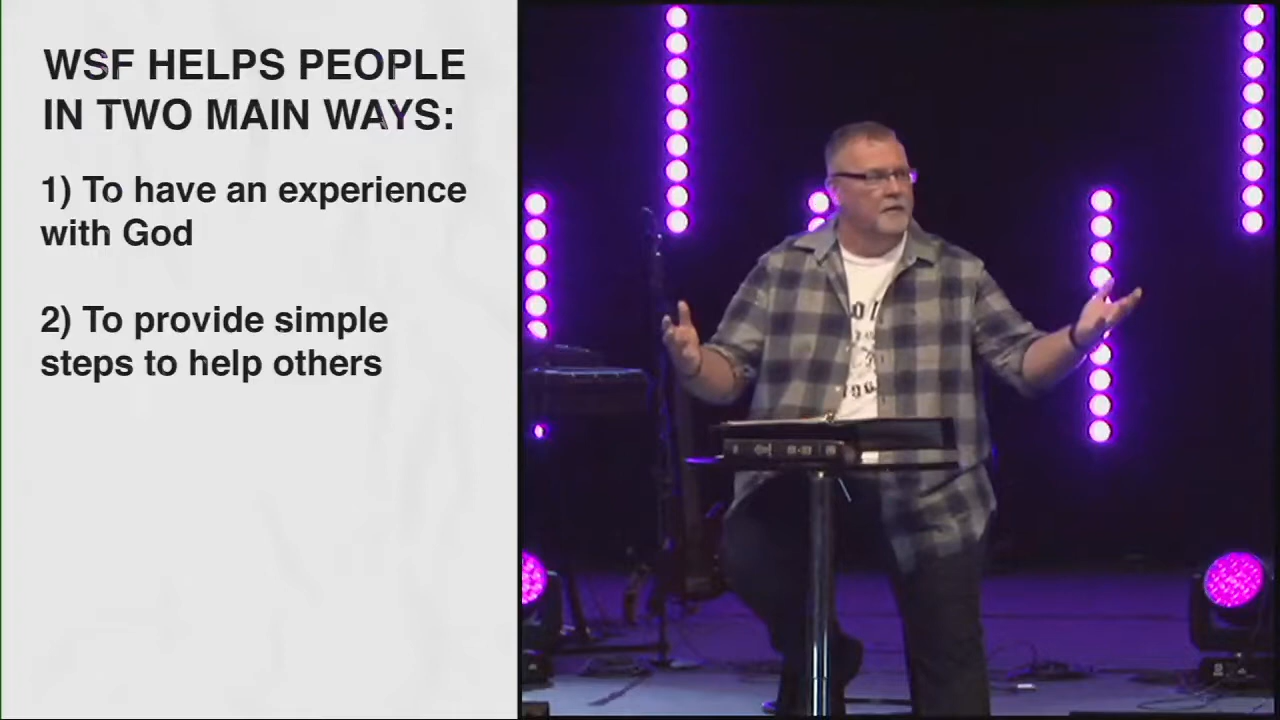 WSF HELPS PEOPLE
IN TWO MAIN WAYS:
1) To have an experience
with God
2) To provide simple
steps to help others